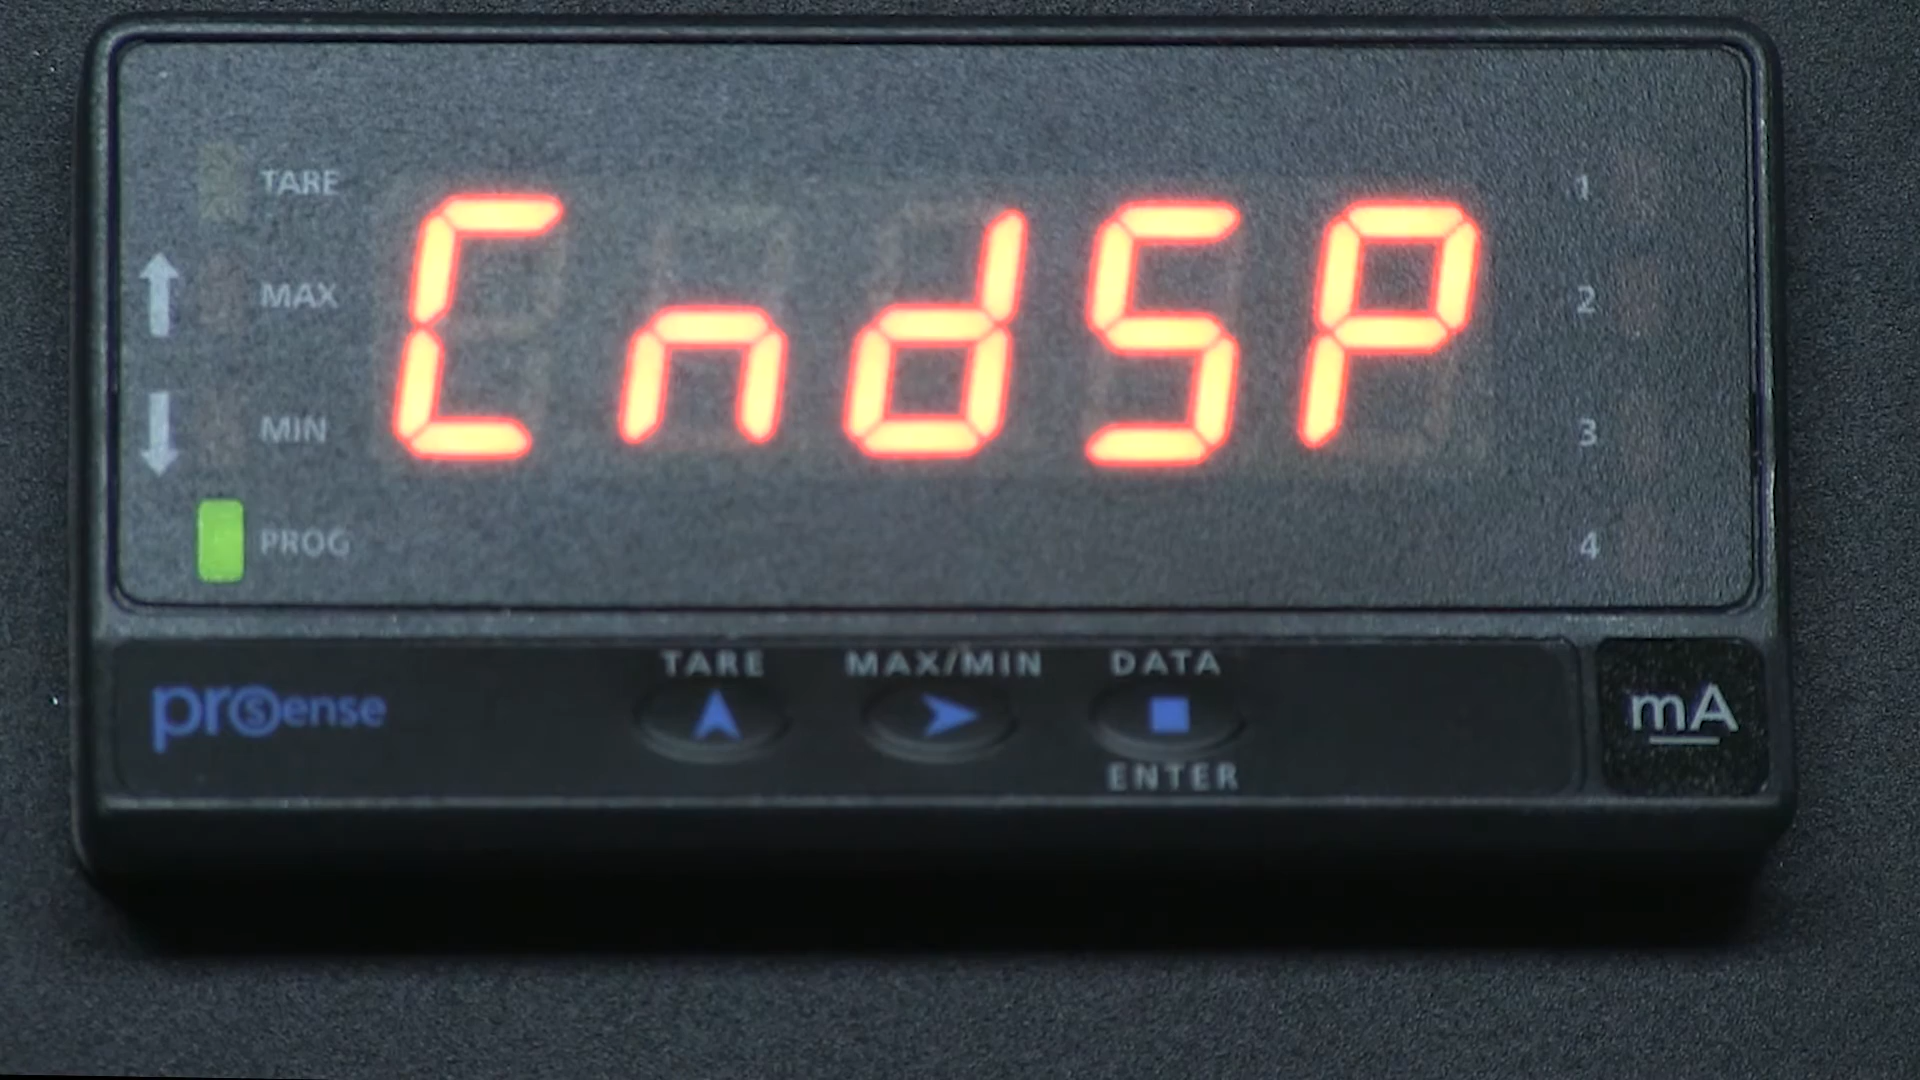 TARE
MAX
MIN
PROG
CndSP
1
2
3
4
prosense
TARE
MAX/MIN
DATA
ENTER
mA